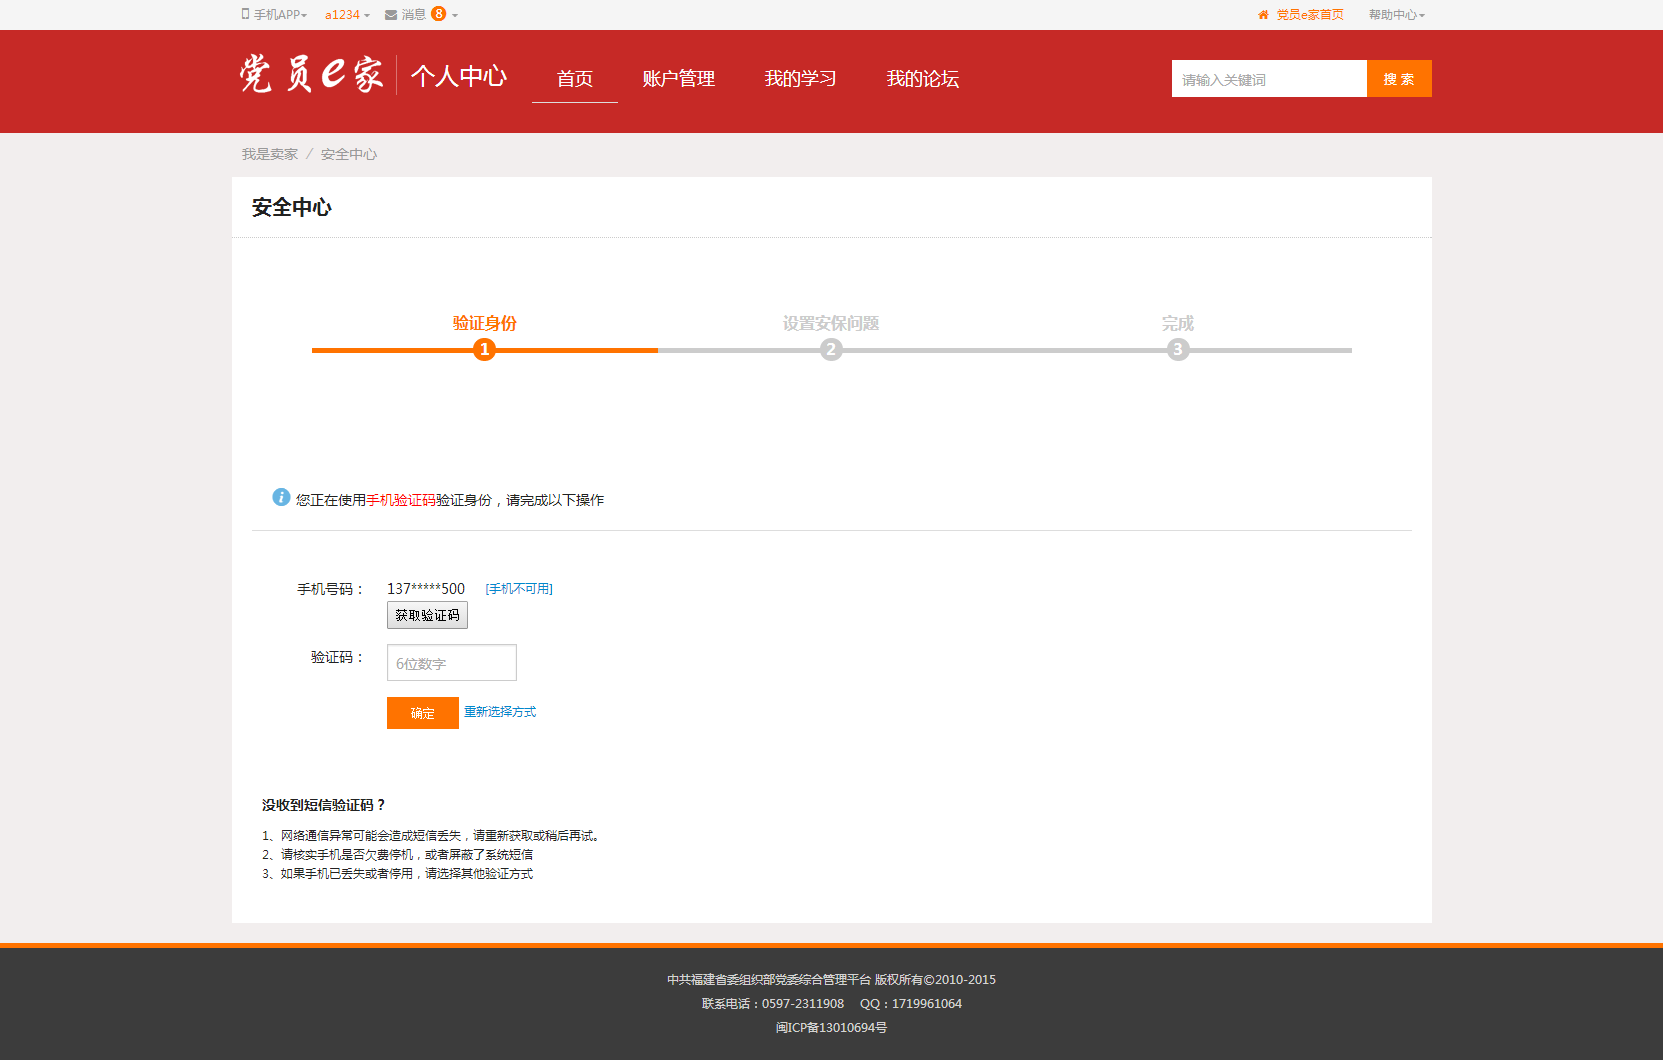 手机APP a1234 消息 8 党员e家首页 帮助中心
党员e家 个人中心 首页 账户管理 我的学习 我的论坛 请输入关键词 搜 索
我是卖家 / 安全中心
安全中心
验证身份 设置安保问题 完成
1 2 3
您正在使用手机验证码验证身份，请完成以下操作
手机号码： 137*****500 [手机不可用]
获取验证码
验证码： 6位数字
确定 重新选择方式
没收到短信验证码？
1、网络通信异常可能会造成短信丢失，请重新获取或稍后再试。
2、请核实手机是否欠费停机，或者屏蔽了系统短信
3、如果手机已丢失或者停用，请选择其他验证方式
中共福建省委组织部党委综合管理平台 版权所有©2010-2015
联系电话：0597-2311908 QQ：1719961064
闽ICP备13010694号